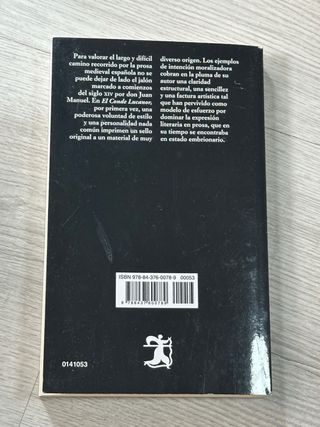 Para valorar el largo y difícil
camino recorrido por la prosa
medieval española no se
puede dejar de lado el jalón
marcado a comienzos del
siglo XIV por don Juan
Manuel. En El Conde Lucanor,
por primera vez, una
poderosa voluntad de estilo
y una personalidad nada
común imprimen un sello
original a un material de muy
diverso origen. Los ejemplos
de intención moralizadora
cobran en la pluma de su
autor una claridad
estructural, una sencillez
y una factura artística tal
que han pervivido como
modelo de esfuerzo por
dominar la expresión
literaria en prosa, que en
su tiempo se encontraba
en estado embrionario.
ISBN 978-84-376-0078-9
00053
9 788437 600789
0141053